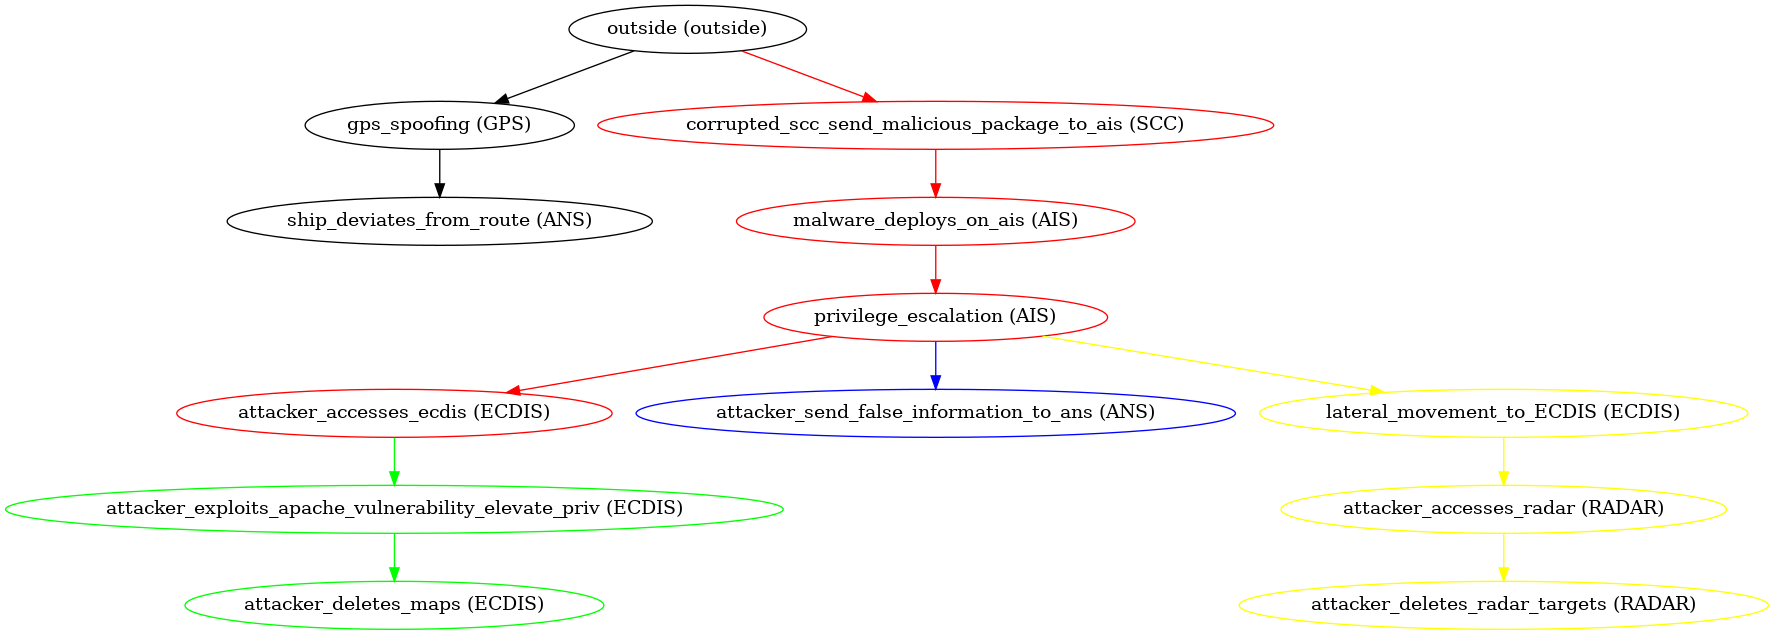 outside (outside)
gps_spoofing (GPS)
corrupted_scc_send_malicious_package_to_ais (SCC)
ship_deviates_from_route (ANS)
malware_deploys_on_ais (AIS)
privilege_escalation (AIS)
attacker_accesses_ecdis (ECDIS)
attacker_send_false_information_to_ans (ANS)
lateral_movement_to_ECDIS (ECDIS)
attacker_exploits_apache_vulnerability_elevate_priv (ECDIS)
attacker_accesses_radar (RADAR)
attacker_deletes_maps (ECDIS)
attacker_deletes_radar_targets (RADAR)